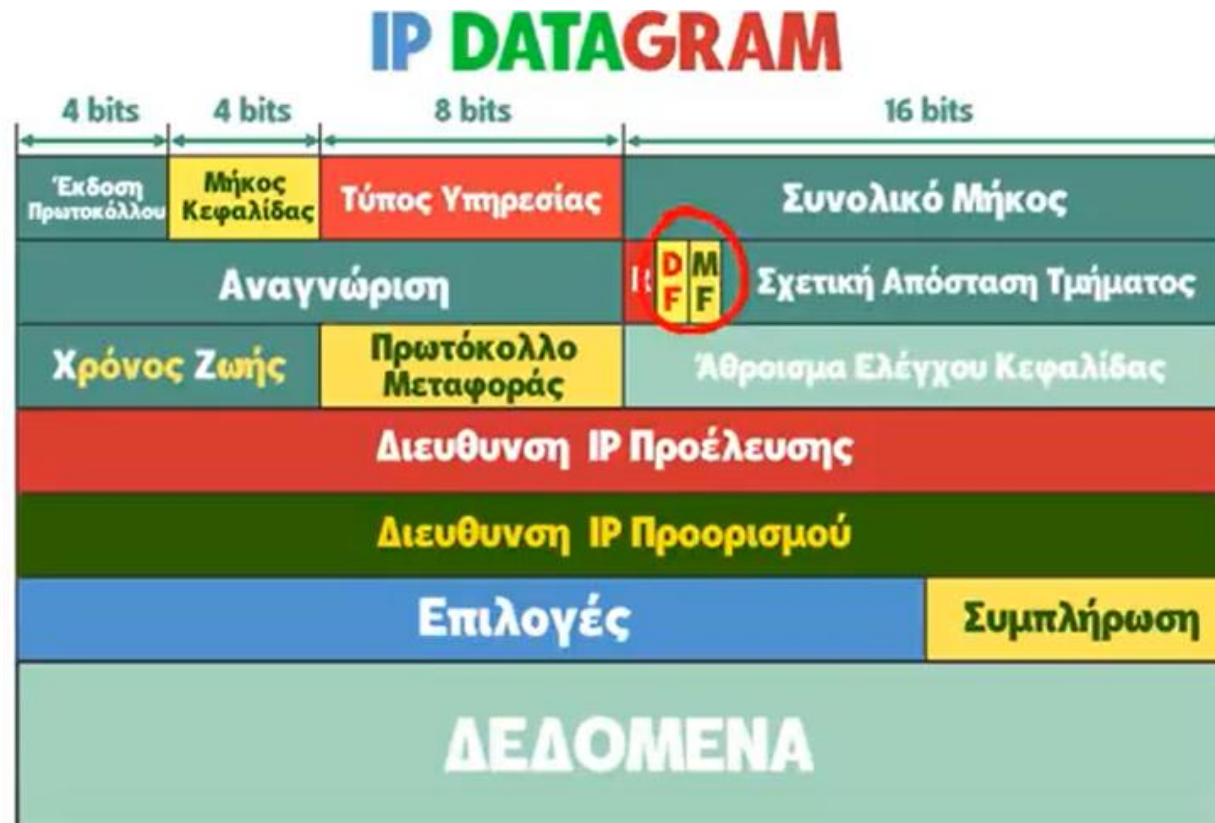 IP DATAGRAM
4 bits 4 bits 8 bits 16 bits
Έκδοση Πρωτοκόλλου
Μήκος Κεφαλίδας
Τύπος Υπηρεσίας
Συνολικό Μήκος
Αναγνώριση
DF
MF
Σχετική Απόσταση Τμήματος
Χρόνος Ζωής
Πρωτόκολλο Μεταφοράς
Άθροισμα Ελέγχου Κεφαλίδας
Διευθυνση IP Προέλευσης
Διευθυνση IP Προορισμού
Επιλογές
Συμπλήρωση
ΔΕΔΟΜΕΝΑ